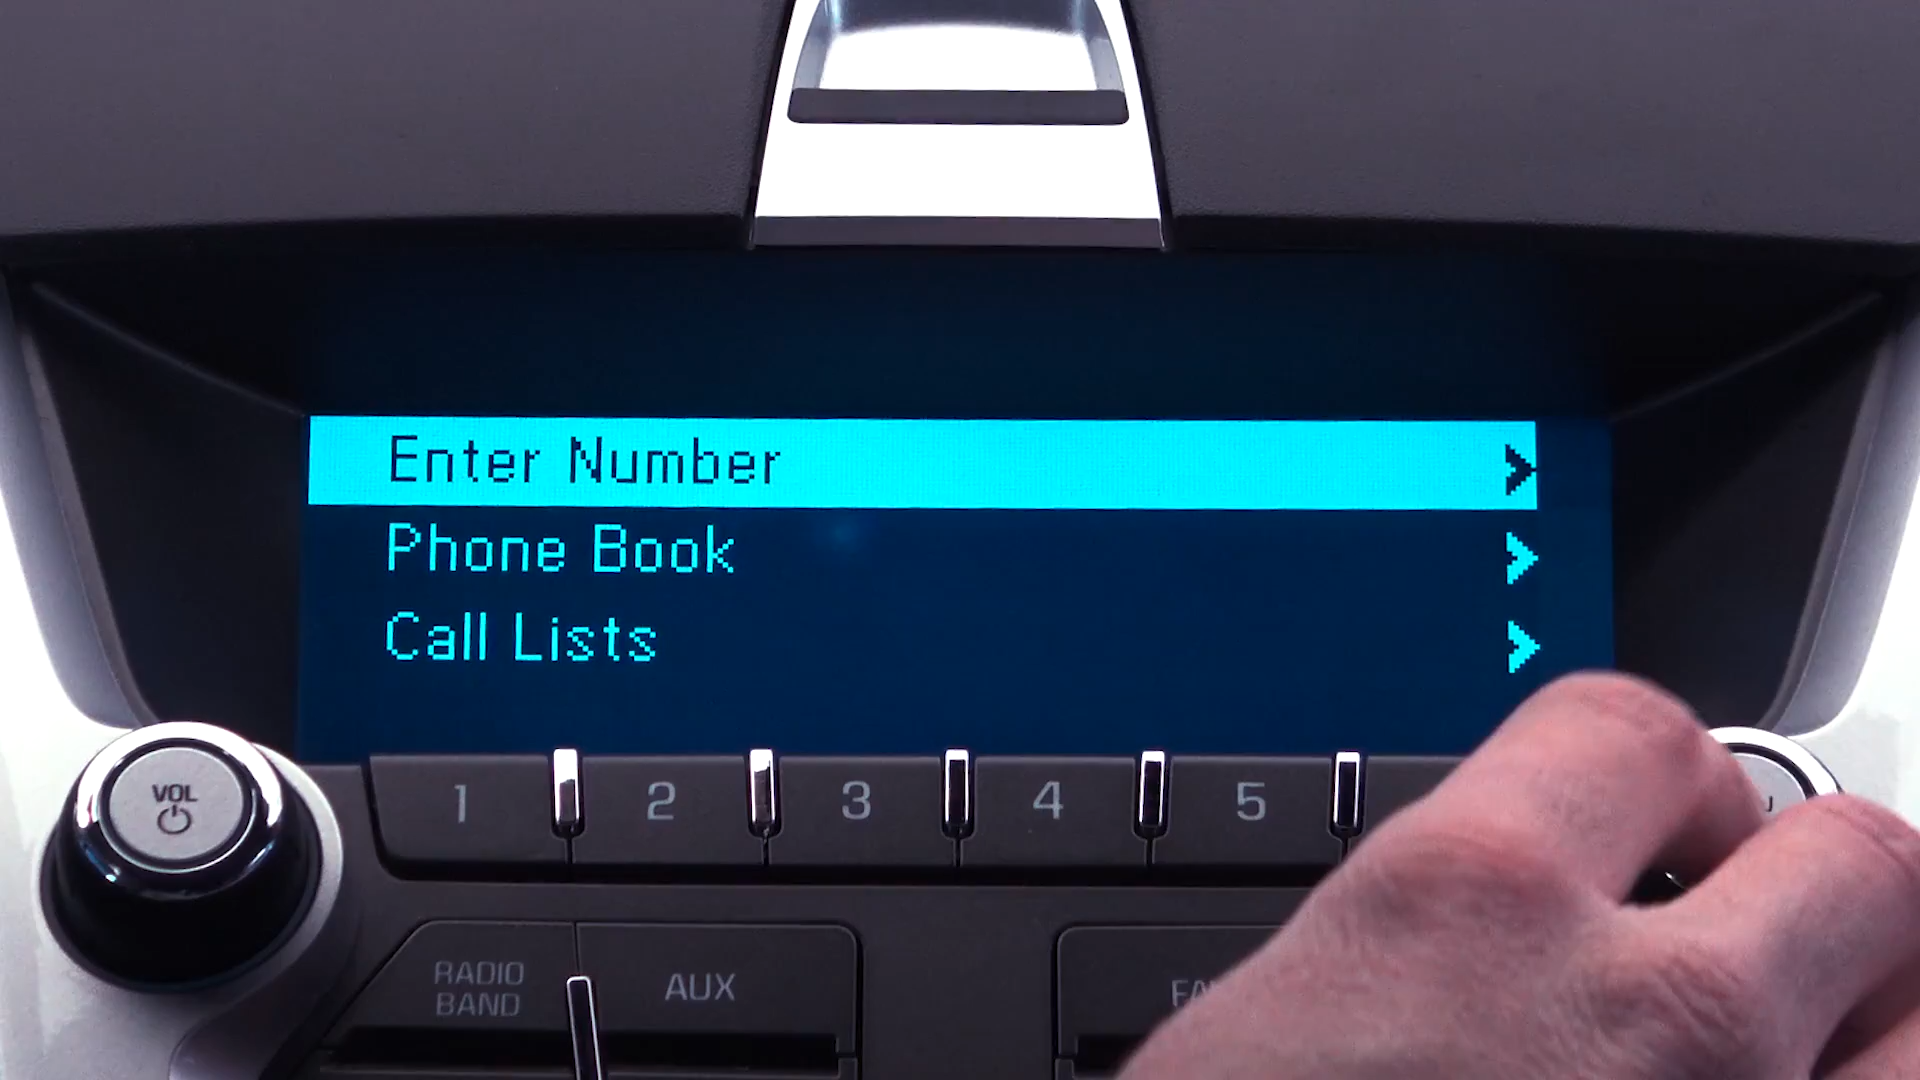 Enter Number
Phone Book
Call Lists
VOL
1
2
3
4
5
RADIO
BAND
AUX